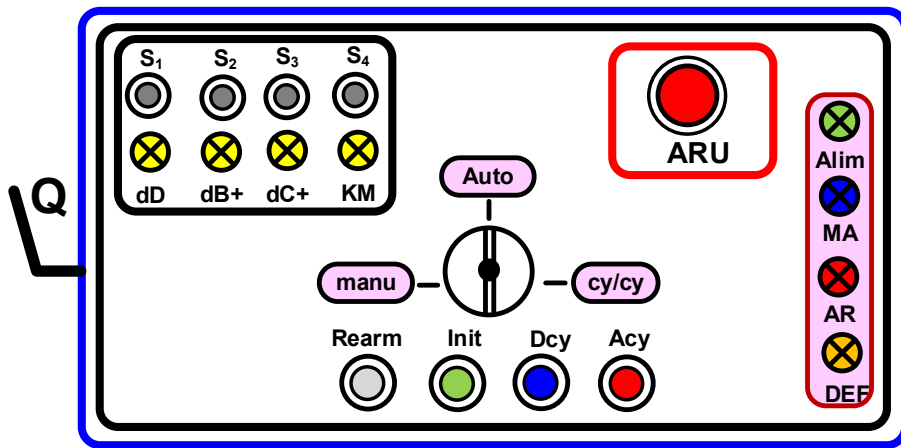 S₁ S₂ S₃ S₄
dD dB+ dC+ KM
ARU
Q
Auto
manu
cy/cy
Rearm Init Dcy Acy
Alim
MA
AR
DEF